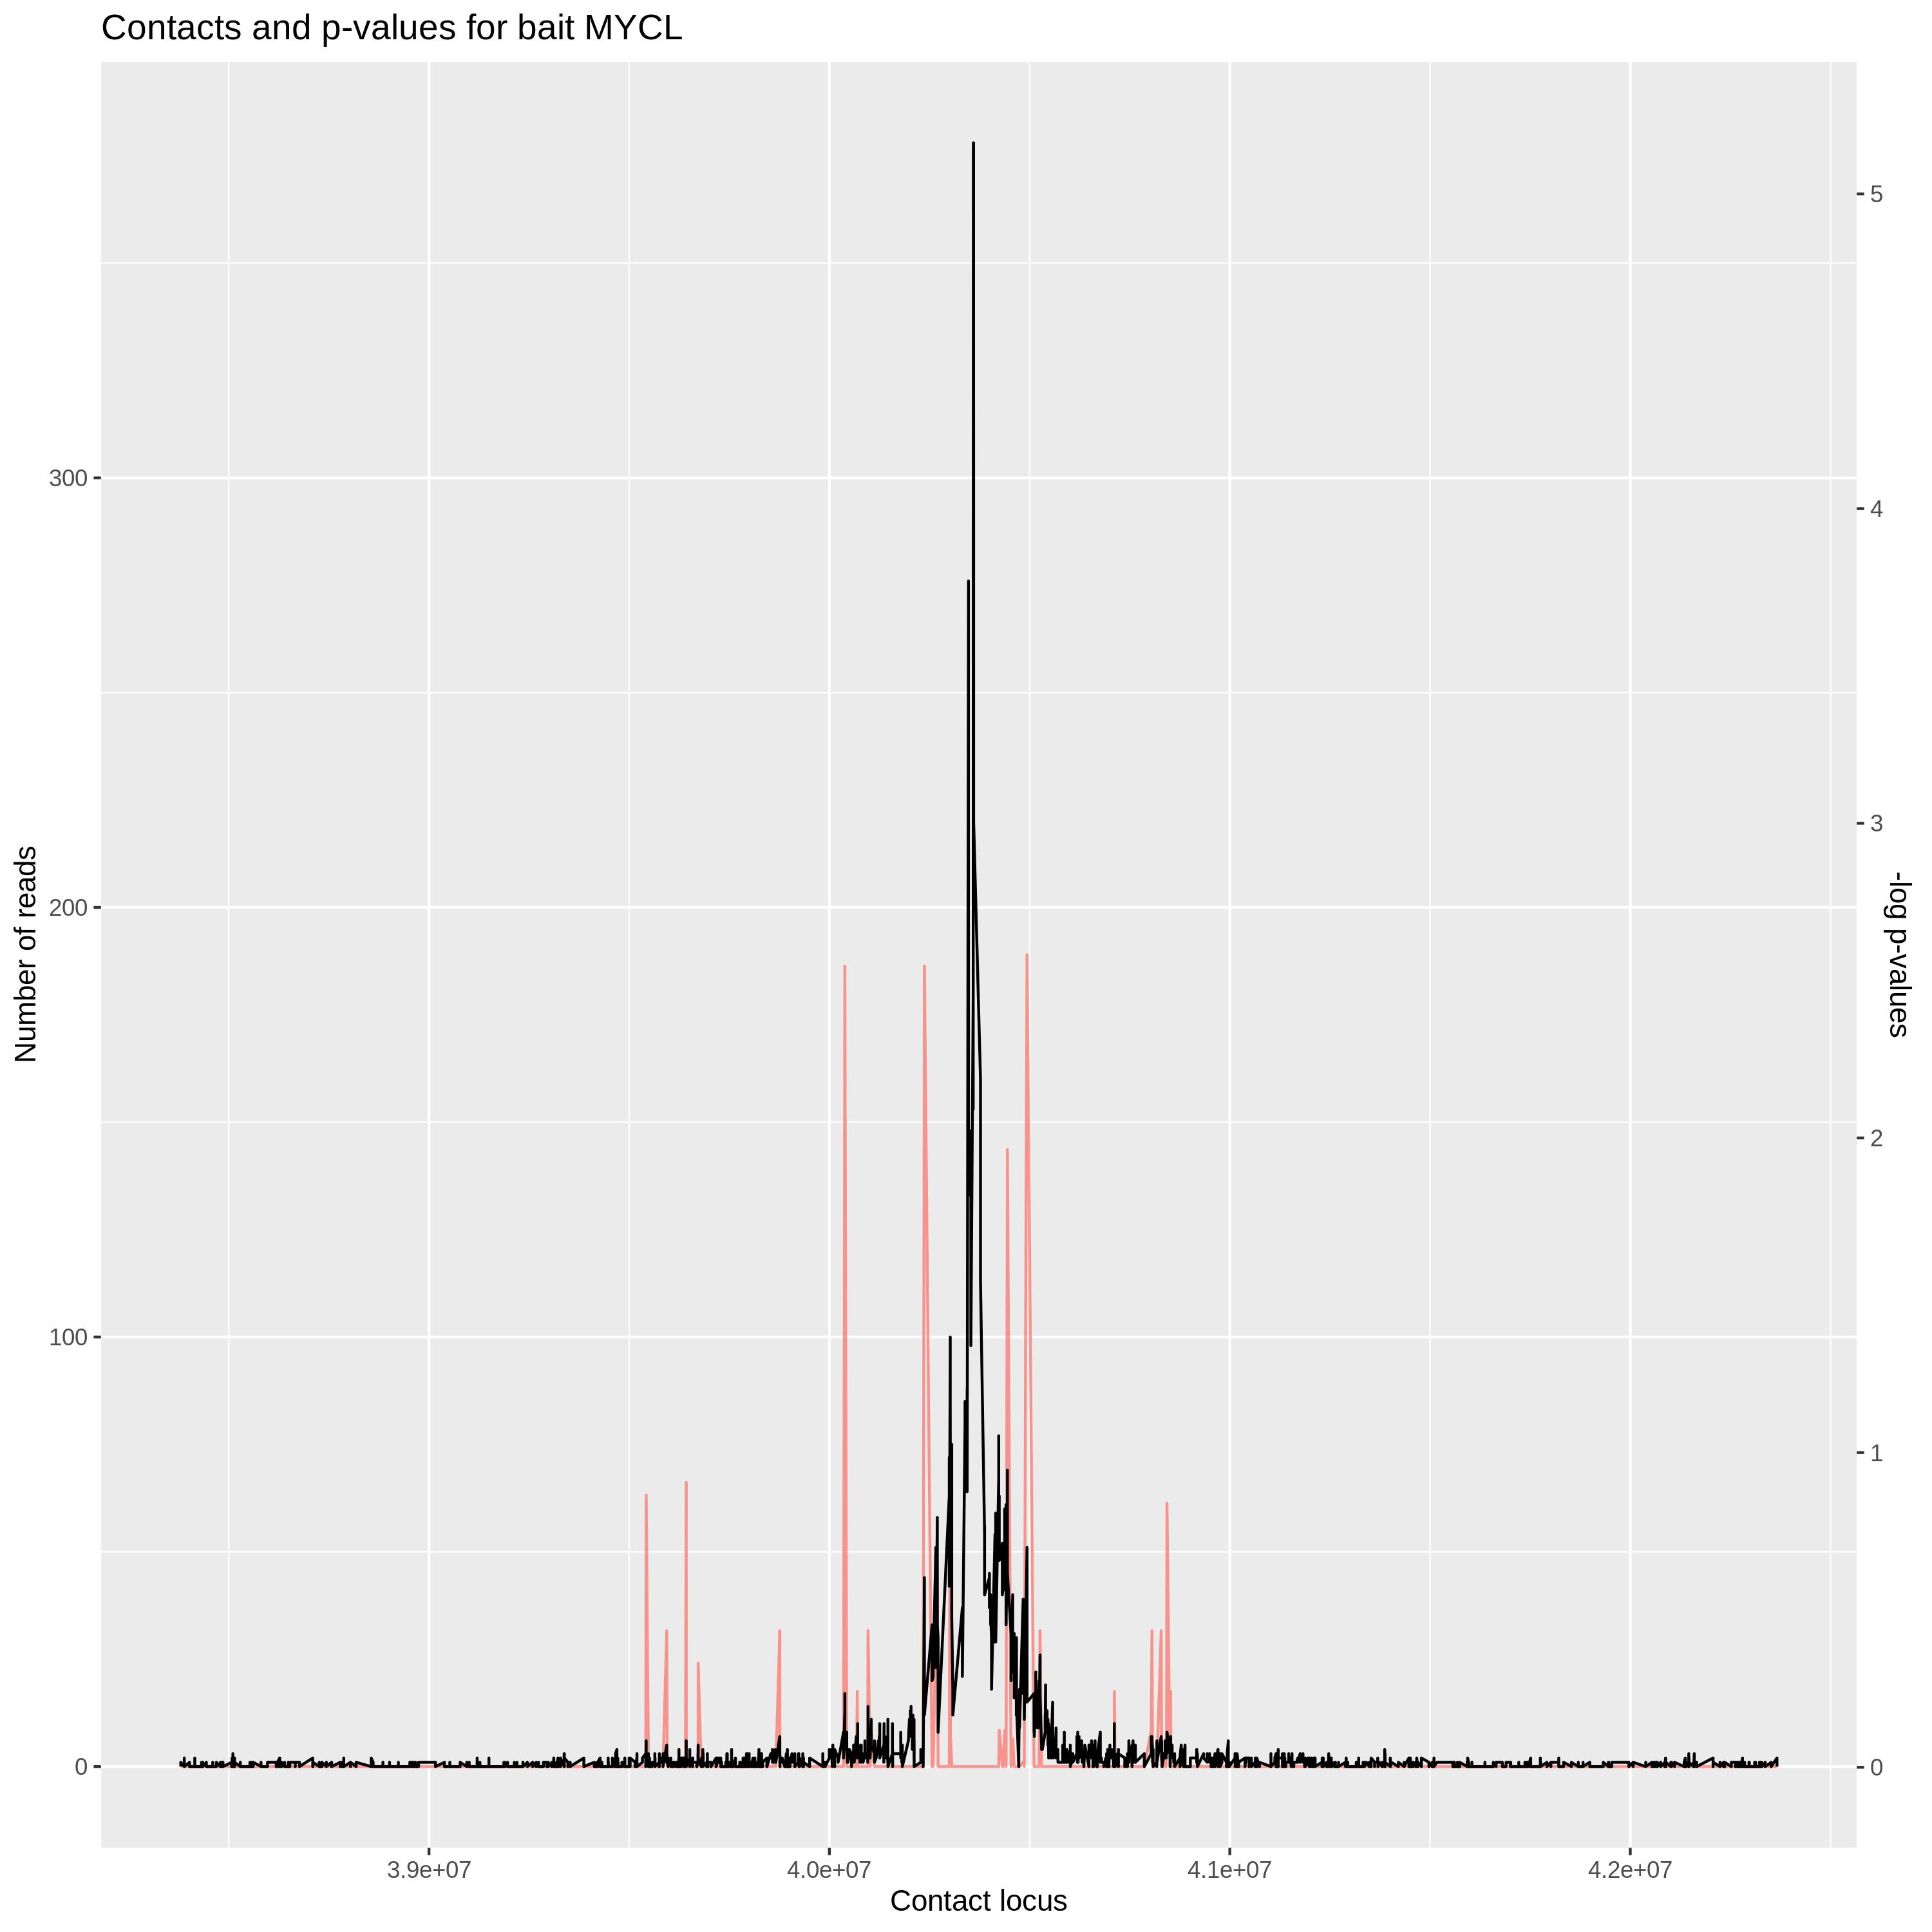 Contacts and p-values for bait MYCL
Number of reads
300
200
100
0
5
4
3
2
1
0
-log p-values
3.9e+07
4.0e+07
4.1e+07
4.2e+07
Contact locus